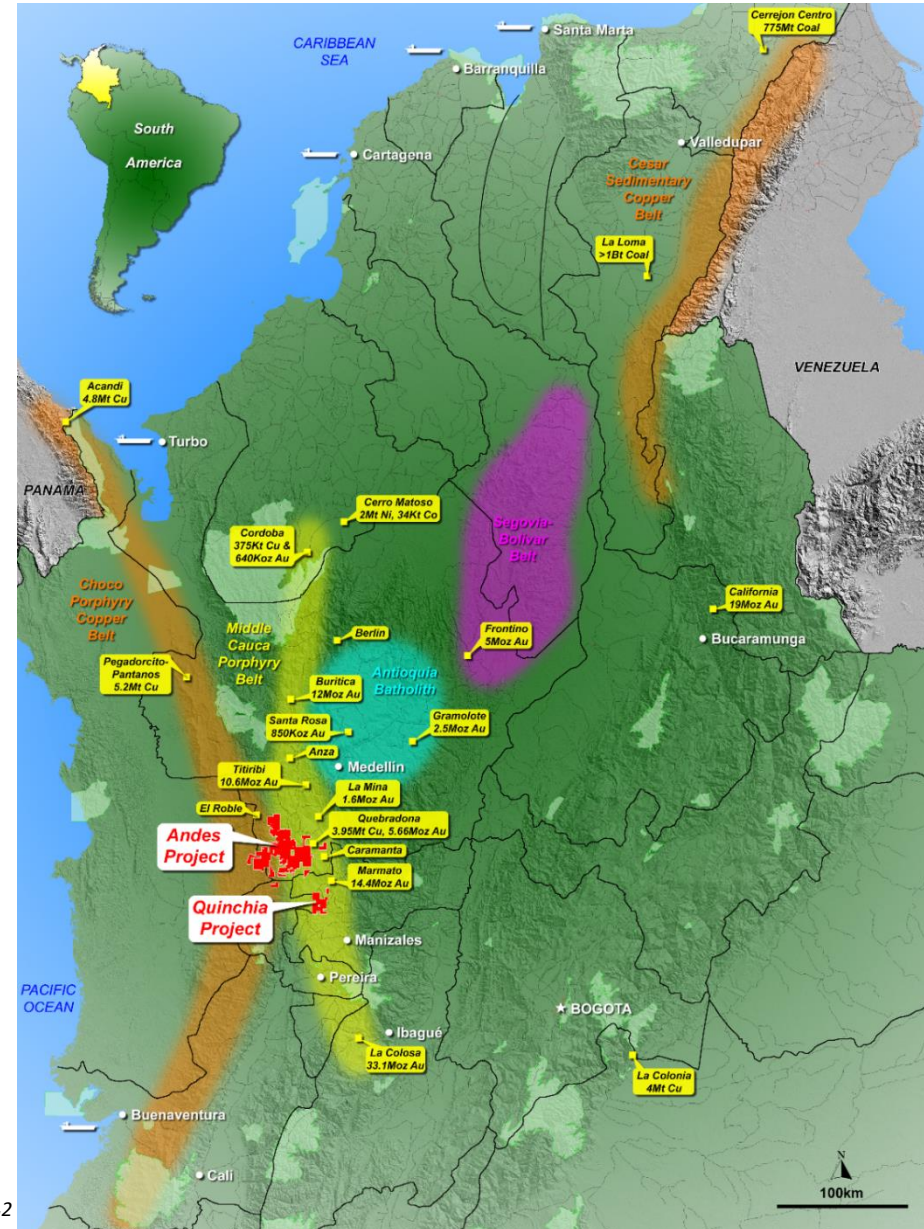 CARIBBEAN
SEA
Santa Marta
Barranquilla
Cartagena
Cerrejon Centro
775Mt Coal
South
America
Valledupar
Cesar
Sedimentary
Copper
Belt
La Loma
>1Bt Coal
VENEZUELA
Acandi
4.8Mt Cu
Turbo
PANAMA
Cerro Matoso
2Mt Ni, 34Kt Co
Cordoba
375Kt Cu &
640Koz Au
Segovia-
Bolivar
Belt
Choco
Porphyry
Copper
Belt
Middle
Cauca
Porphyry
Belt
California
19Moz Au
Bucaramunga
Berlin
Frontino
5Moz Au
Pegadorcito-
Pantanos
5.2Mt Cu
Buritica
12Moz Au
Antioquia
Batholith
Santa Rosa
850Koz Au
Gramolote
2.5Moz Au
Anza
Medellin
Titiribi
10.6Moz Au
La Mina
1.6Moz Au
El Roble
Quebradona
3.95Mt Cu, 5.66Moz Au
Andes
Project
Caramanta
Marmato
14.4Moz Au
Quinchia
Project
Manizales
Pereira
PACIFIC
OCEAN
BOGOTA
Ibagué
La Colosa
33.1Moz Au
La Colonia
4Mt Cu
Buenaventura
Cali
N
100km
2